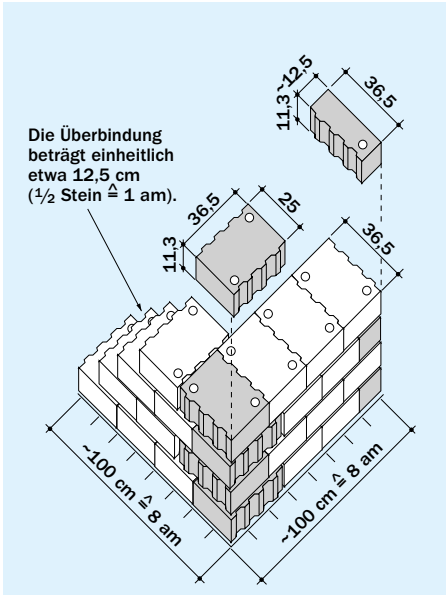 ~12,5
36,5
11,3
Die Überbindung
beträgt einheitlich
etwa 12,5 cm
(½ Stein ≙ 1 am).
36,5
25
11,3
36,5
~100 cm ≙ 8 am
~100 cm ≙ 8 am